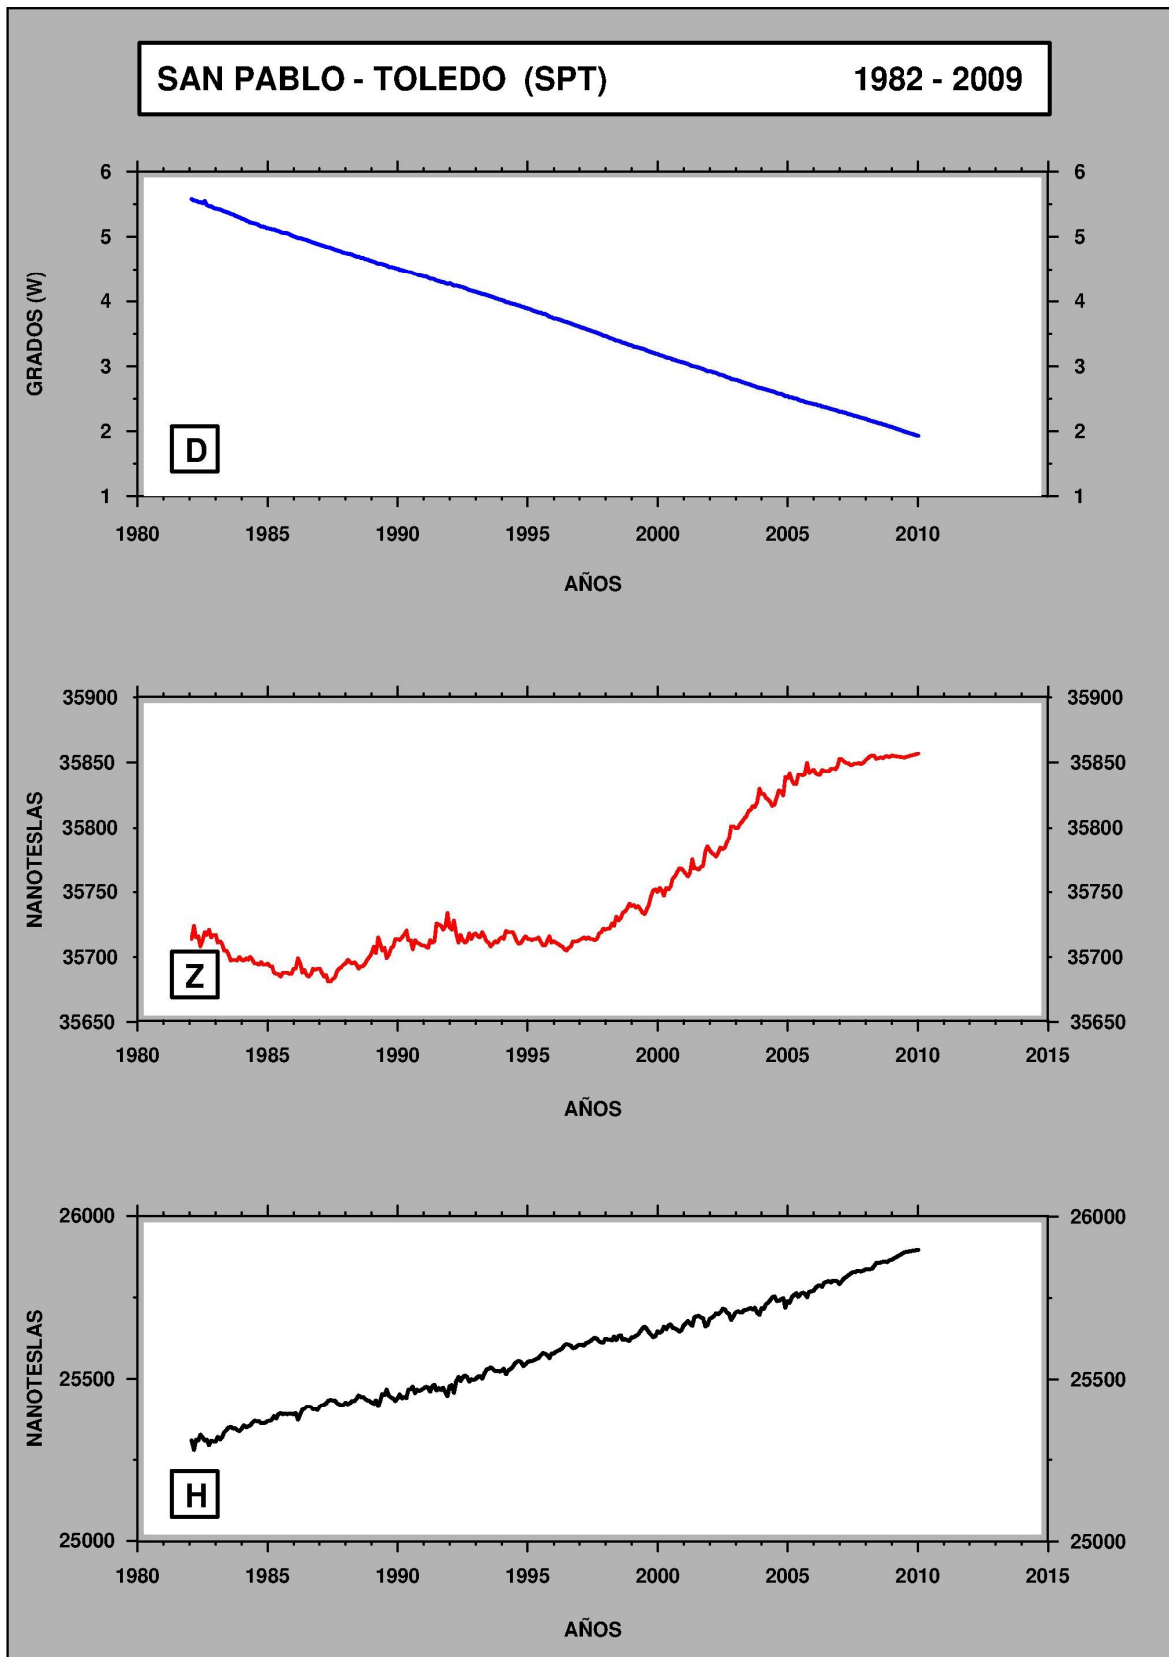 SAN PABLO - TOLEDO (SPT) 1982 - 2009
6 6
5 5
4 4
GRADOS (W)
3 3
2 2
D
1 1
1980 1985 1990 1995 2000 2005 2010
AÑOS
35900 35900
35850 35850
35800 35800
NANOTESLAS
35750 35750
35700 35700
Z
35650 35650
1980 1985 1990 1995 2000 2005 2010 2015
AÑOS
26000 26000
NANOTESLAS
25500 25500
H
25000 25000
1980 1985 1990 1995 2000 2005 2010 2015
AÑOS